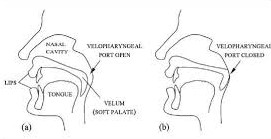 NASAL
CAVITY
VELOPHARYNGEAL
PORT OPEN
LIPS
TONGUE
VELUM
(SOFT PALATE)
(a)
VELOPHARYNGEAL
PORT CLOSED
(b)